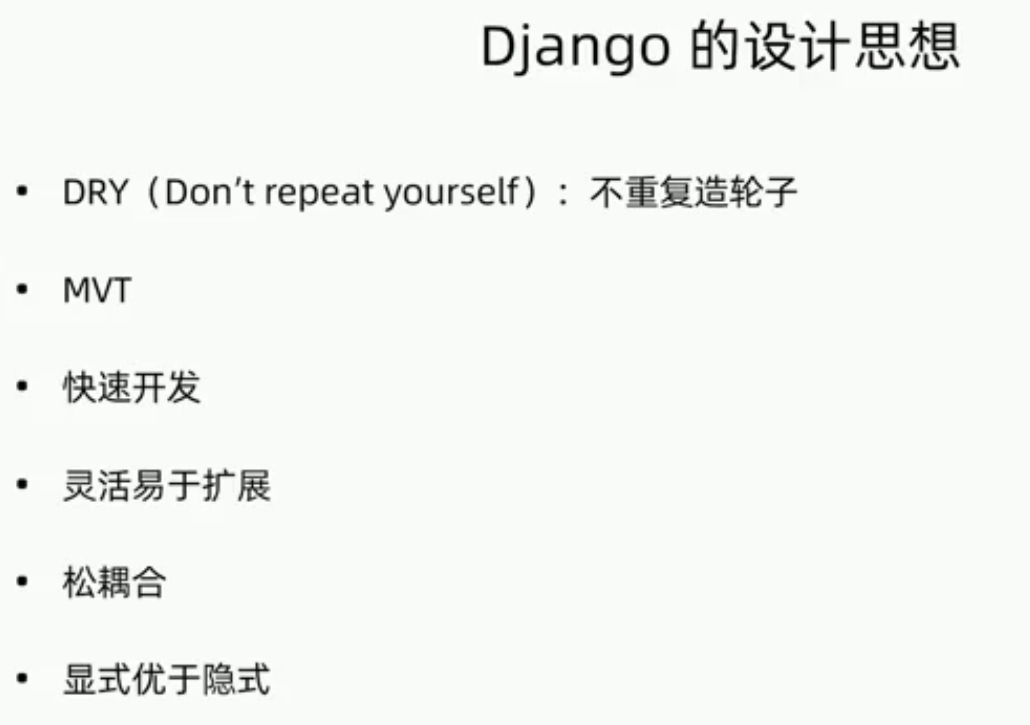 Django 的设计思想
• DRY（Don't repeat yourself）：不重复造轮子
• MVT
• 快速开发
• 灵活易于扩展
• 松耦合
• 显式优于隐式